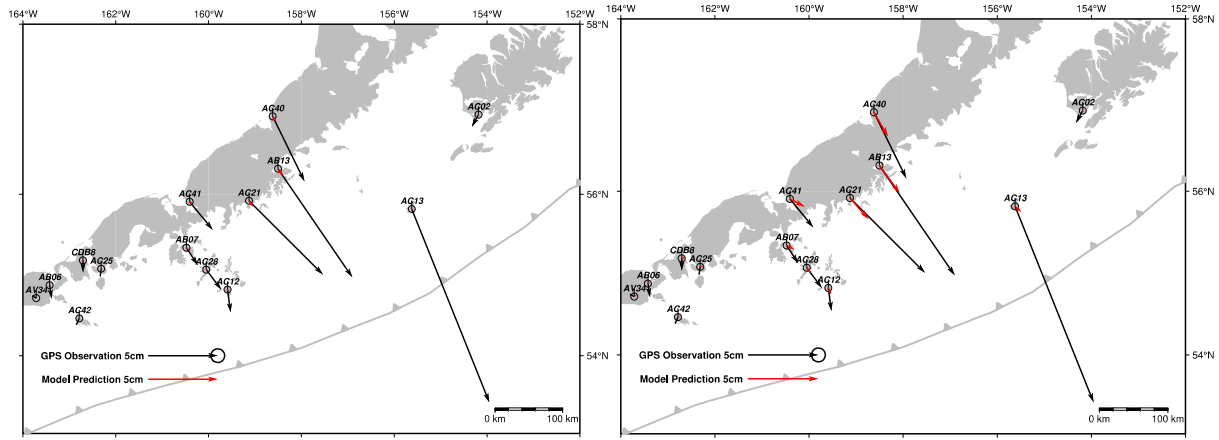 164°W 162°W 160°W 158°W 156°W 154°W 152°W
58°N
AC02
AC40
AB13
AC41
AC21
56°N
AC13
AB07
CDB8
AC28
AC25
AB06
AC12
AV34
AC42
GPS Observation 5cm
54°N
Model Prediction 5cm
0 km 100 km
164°W 162°W 160°W 158°W 156°W 154°W 152°W
58°N
AC02
AC40
AB13
AC41
AC21
56°N
AC13
AB07
CDB8
AC28
AC25
AB06
AC12
AV34
AC42
GPS Observation 5cm
54°N
Model Prediction 5cm
0 km 100 km